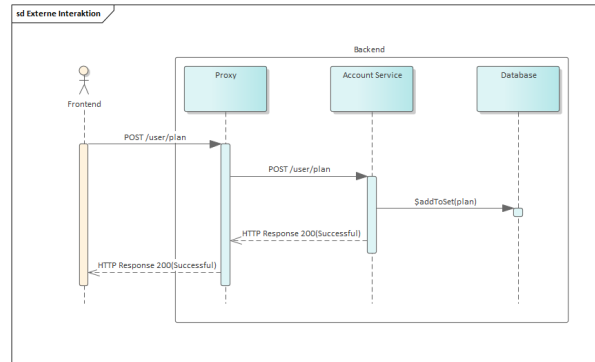 sd Externe Interaktion
Backend
Proxy
Account Service
Database
Frontend
POST /user/plan
POST /user/plan
$addToSet(plan)
HTTP Response 200(Successful)
HTTP Response 200(Successful)